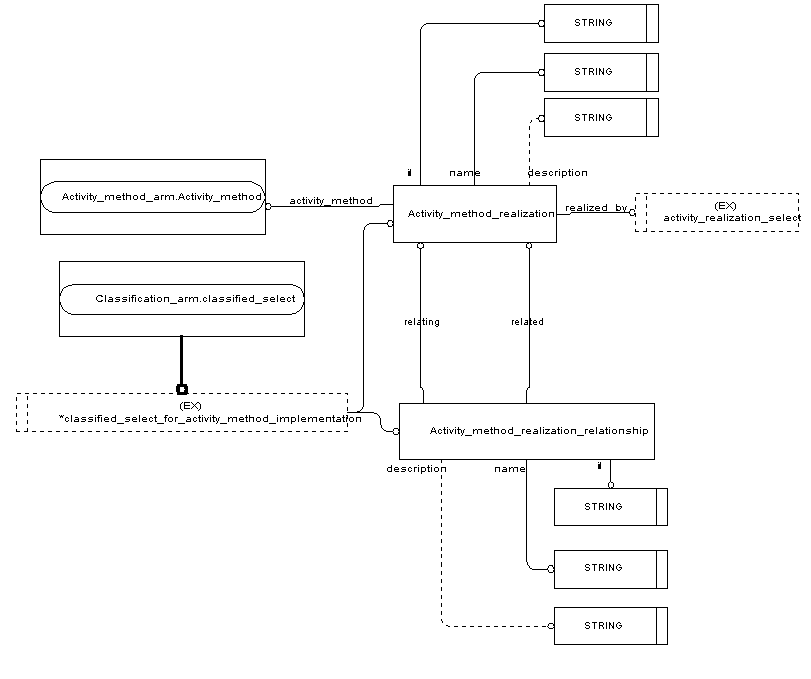 STRING
STRING
STRING
id
name
description
Activity_method_arm.Activity_method
activity_method
Activity_method_realization
realized_by
(EX)
activity_realization_select
Classification_arm.classified_select
relating
related
(EX)
*classified_select_for_activity_method_implementation
Activity_method_realization_relationship
description
name
id
STRING
STRING
STRING